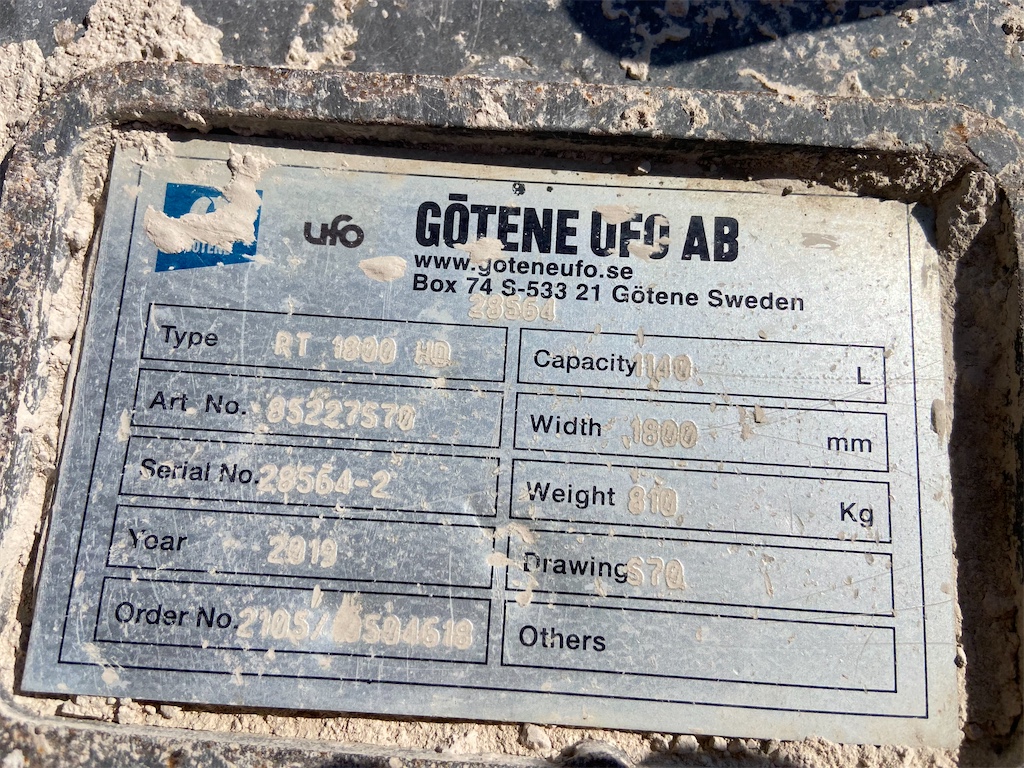 ufo
GÖTENE UFO AB
www.goteneufo.se
Box 74 S-533 21 Götene Sweden
28564
Type RT 1800 HD
Capacity 1140 L
Art. No. 85227570
Width 1800 mm
Serial No. 28564-2
Weight 810 Kg
Year 2019
Drawing S70
Order No.
Others